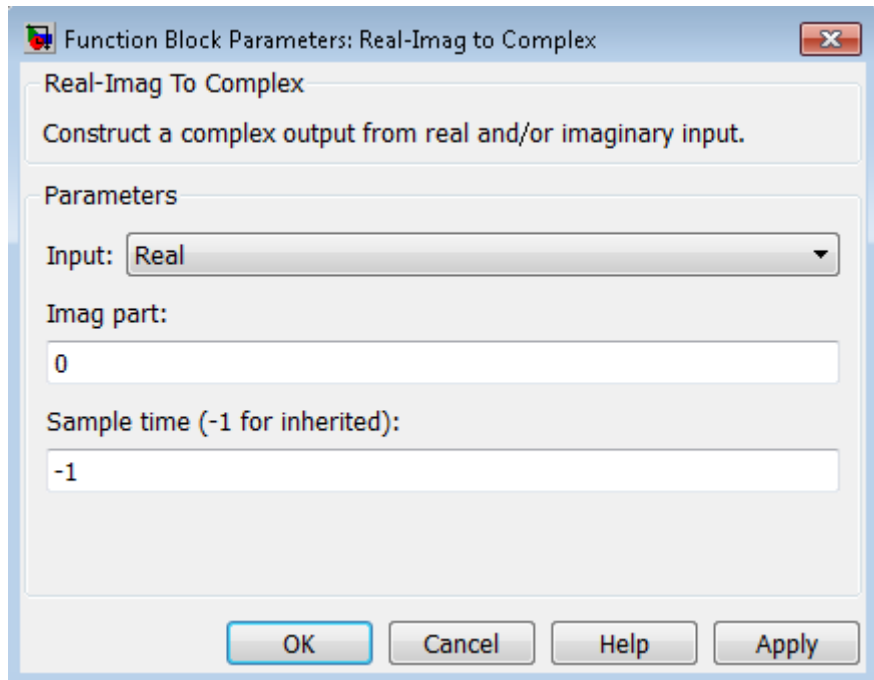 Function Block Parameters: Real-Imag to Complex
Real-Imag To Complex
Construct a complex output from real and/or imaginary input.
Parameters
Input: Real
Imag part:
0
Sample time (-1 for inherited):
-1
OK Cancel Help Apply